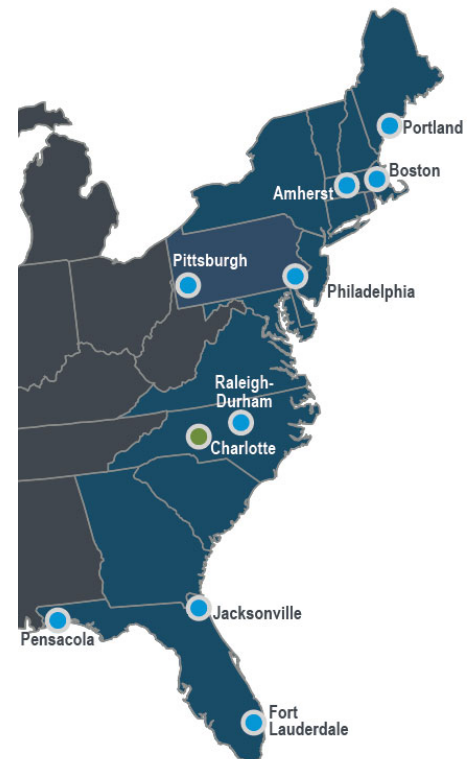 Portland
Boston
Amherst
Pittsburgh
Philadelphia
Raleigh-
Durham
Charlotte
Jacksonville
Pensacola
Fort
Lauderdale